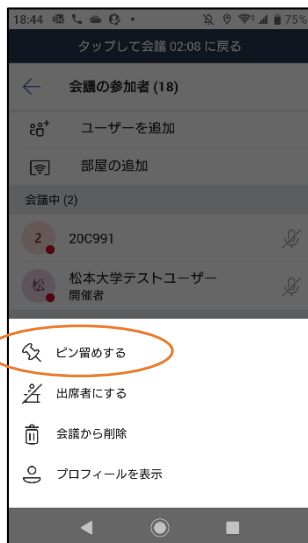 18:44 75%
タップして会議 02:08 に戻る
会議の参加者 (18)
ユーザーを追加
部屋の追加
会議中 (2)
2 20C991
松 松本大学テストユーザー
開催者
ピン留めする
出席者にする
会議から削除
プロフィールを表示